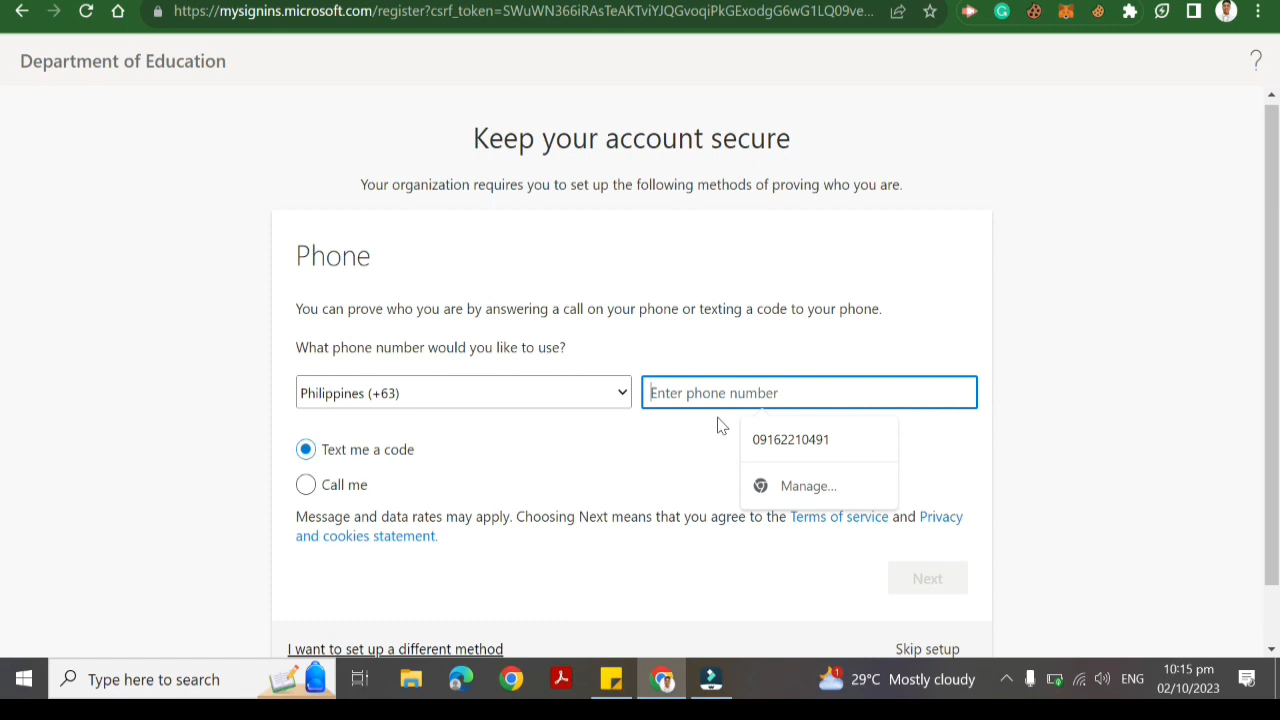 https://mysignins.microsoft.com/register?csrf_token=SWuWN366iRAsTeAKTviYJQGvoqiPkGExodgG6wG1LQ09ve...
Department of Education
?
Keep your account secure
Your organization requires you to set up the following methods of proving who you are.
Phone
You can prove who you are by answering a call on your phone or texting a code to your phone.
What phone number would you like to use?
Philippines (+63)
Enter phone number
09162210491
Manage...
Text me a code
Call me
Message and data rates may apply. Choosing Next means that you agree to the Terms of service and Privacy
and cookies statement.
Next
I want to set up a different method
Skip setup
Type here to search
1
29°C Mostly cloudy
ENG
10:15 pm
02/10/2023